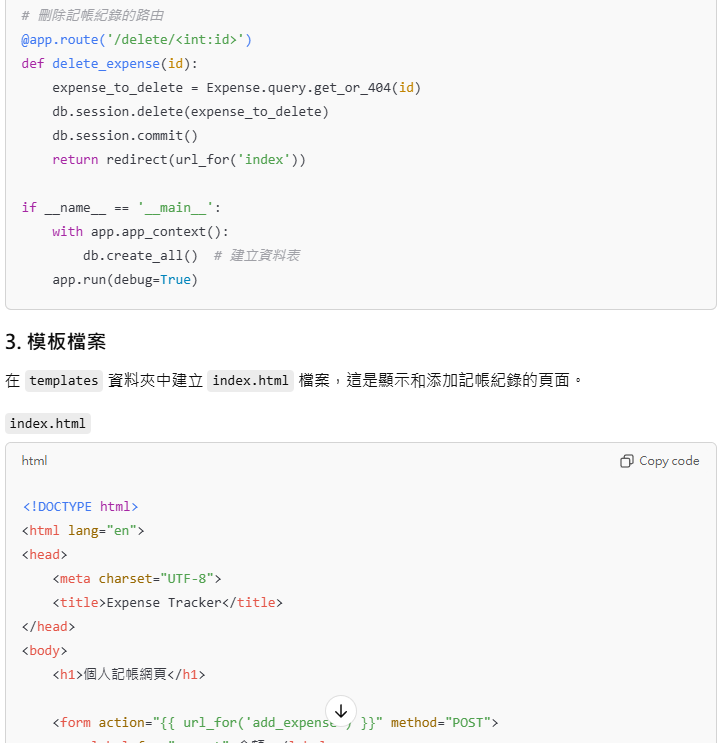 # 刪除記帳紀錄的路由
@app.route('/delete/<int:id>')
def delete_expense(id):
    expense_to_delete = Expense.query.get_or_404(id)
    db.session.delete(expense_to_delete)
    db.session.commit()
    return redirect(url_for('index'))

if __name__ == '__main__':
    with app.app_context():
        db.create_all()  # 建立資料表
    app.run(debug=True)
3. 模板檔案
在 templates 資料夾中建立 index.html 檔案，這是顯示和添加記帳紀錄的頁面。
index.html
html Copy code
<!DOCTYPE html>
<html lang="en">
<head>
    <meta charset="UTF-8">
    <title>Expense Tracker</title>
</head>
<body>
    <h1>個人記帳網頁</h1>

    <form action="{{ url_for('add_expense') }}" method="POST">